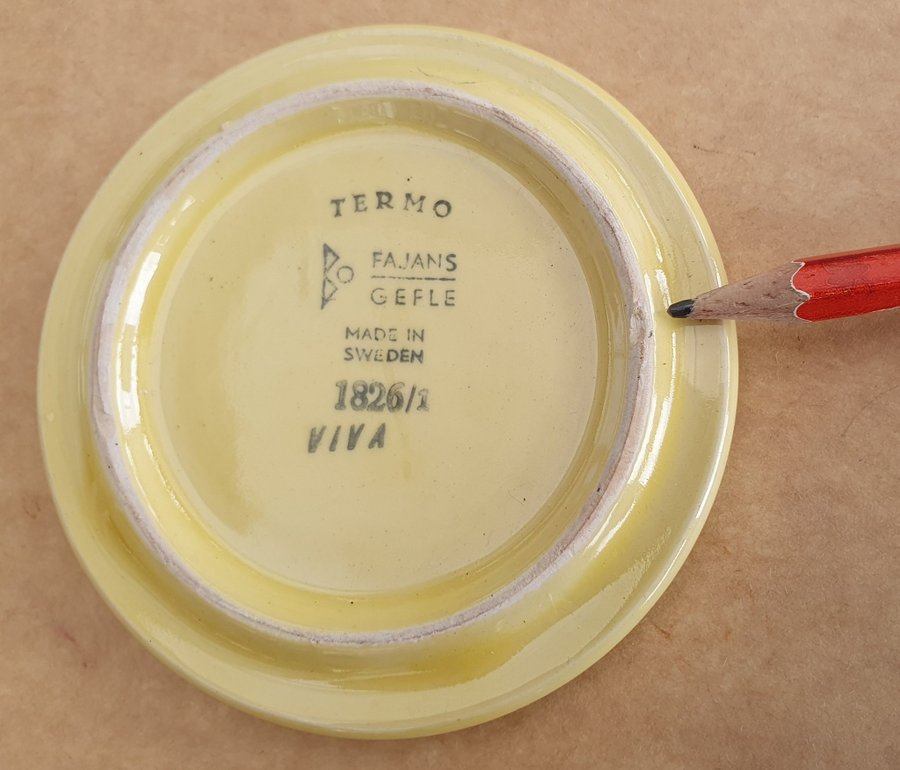 TERMO
FAJANS
GEFLE
MADE IN
SWEDEN
1826/1
VIVA